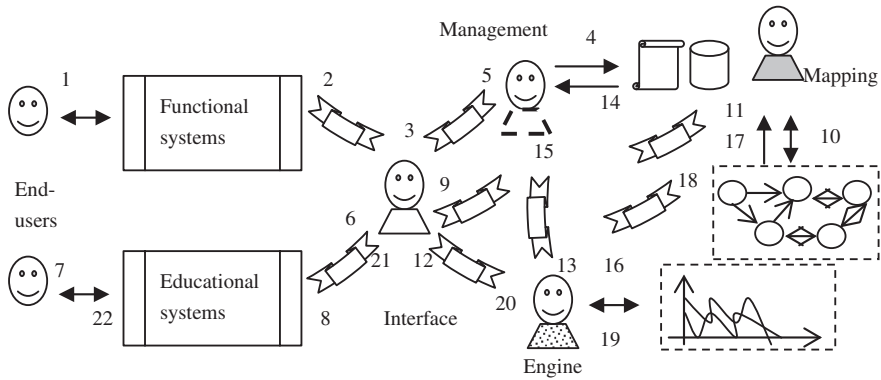 Management
4
1
2
5
Mapping
Functional
systems
14
3
11
15
17
10
End-
users
9
18
6
7
Educational
systems
21
12
13
16
22
8
Interface
20
19
Engine